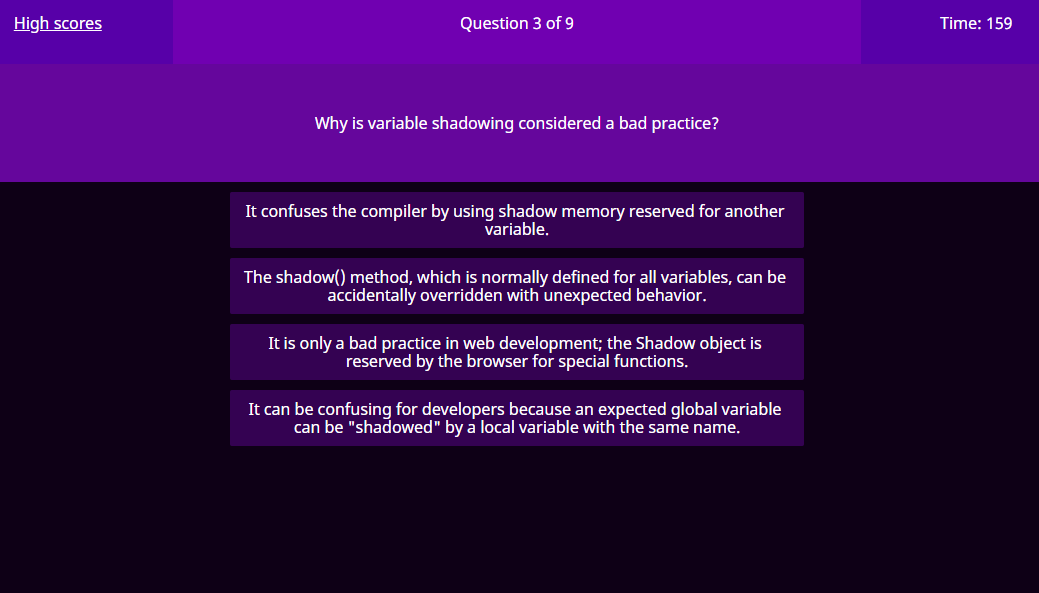 High scores
Question 3 of 9
Time: 159
Why is variable shadowing considered a bad practice?
It confuses the compiler by using shadow memory reserved for another
variable.
The shadow() method, which is normally defined for all variables, can be
accidentally overridden with unexpected behavior.
It is only a bad practice in web development; the Shadow object is
reserved by the browser for special functions.
It can be confusing for developers because an expected global variable
can be "shadowed" by a local variable with the same name.